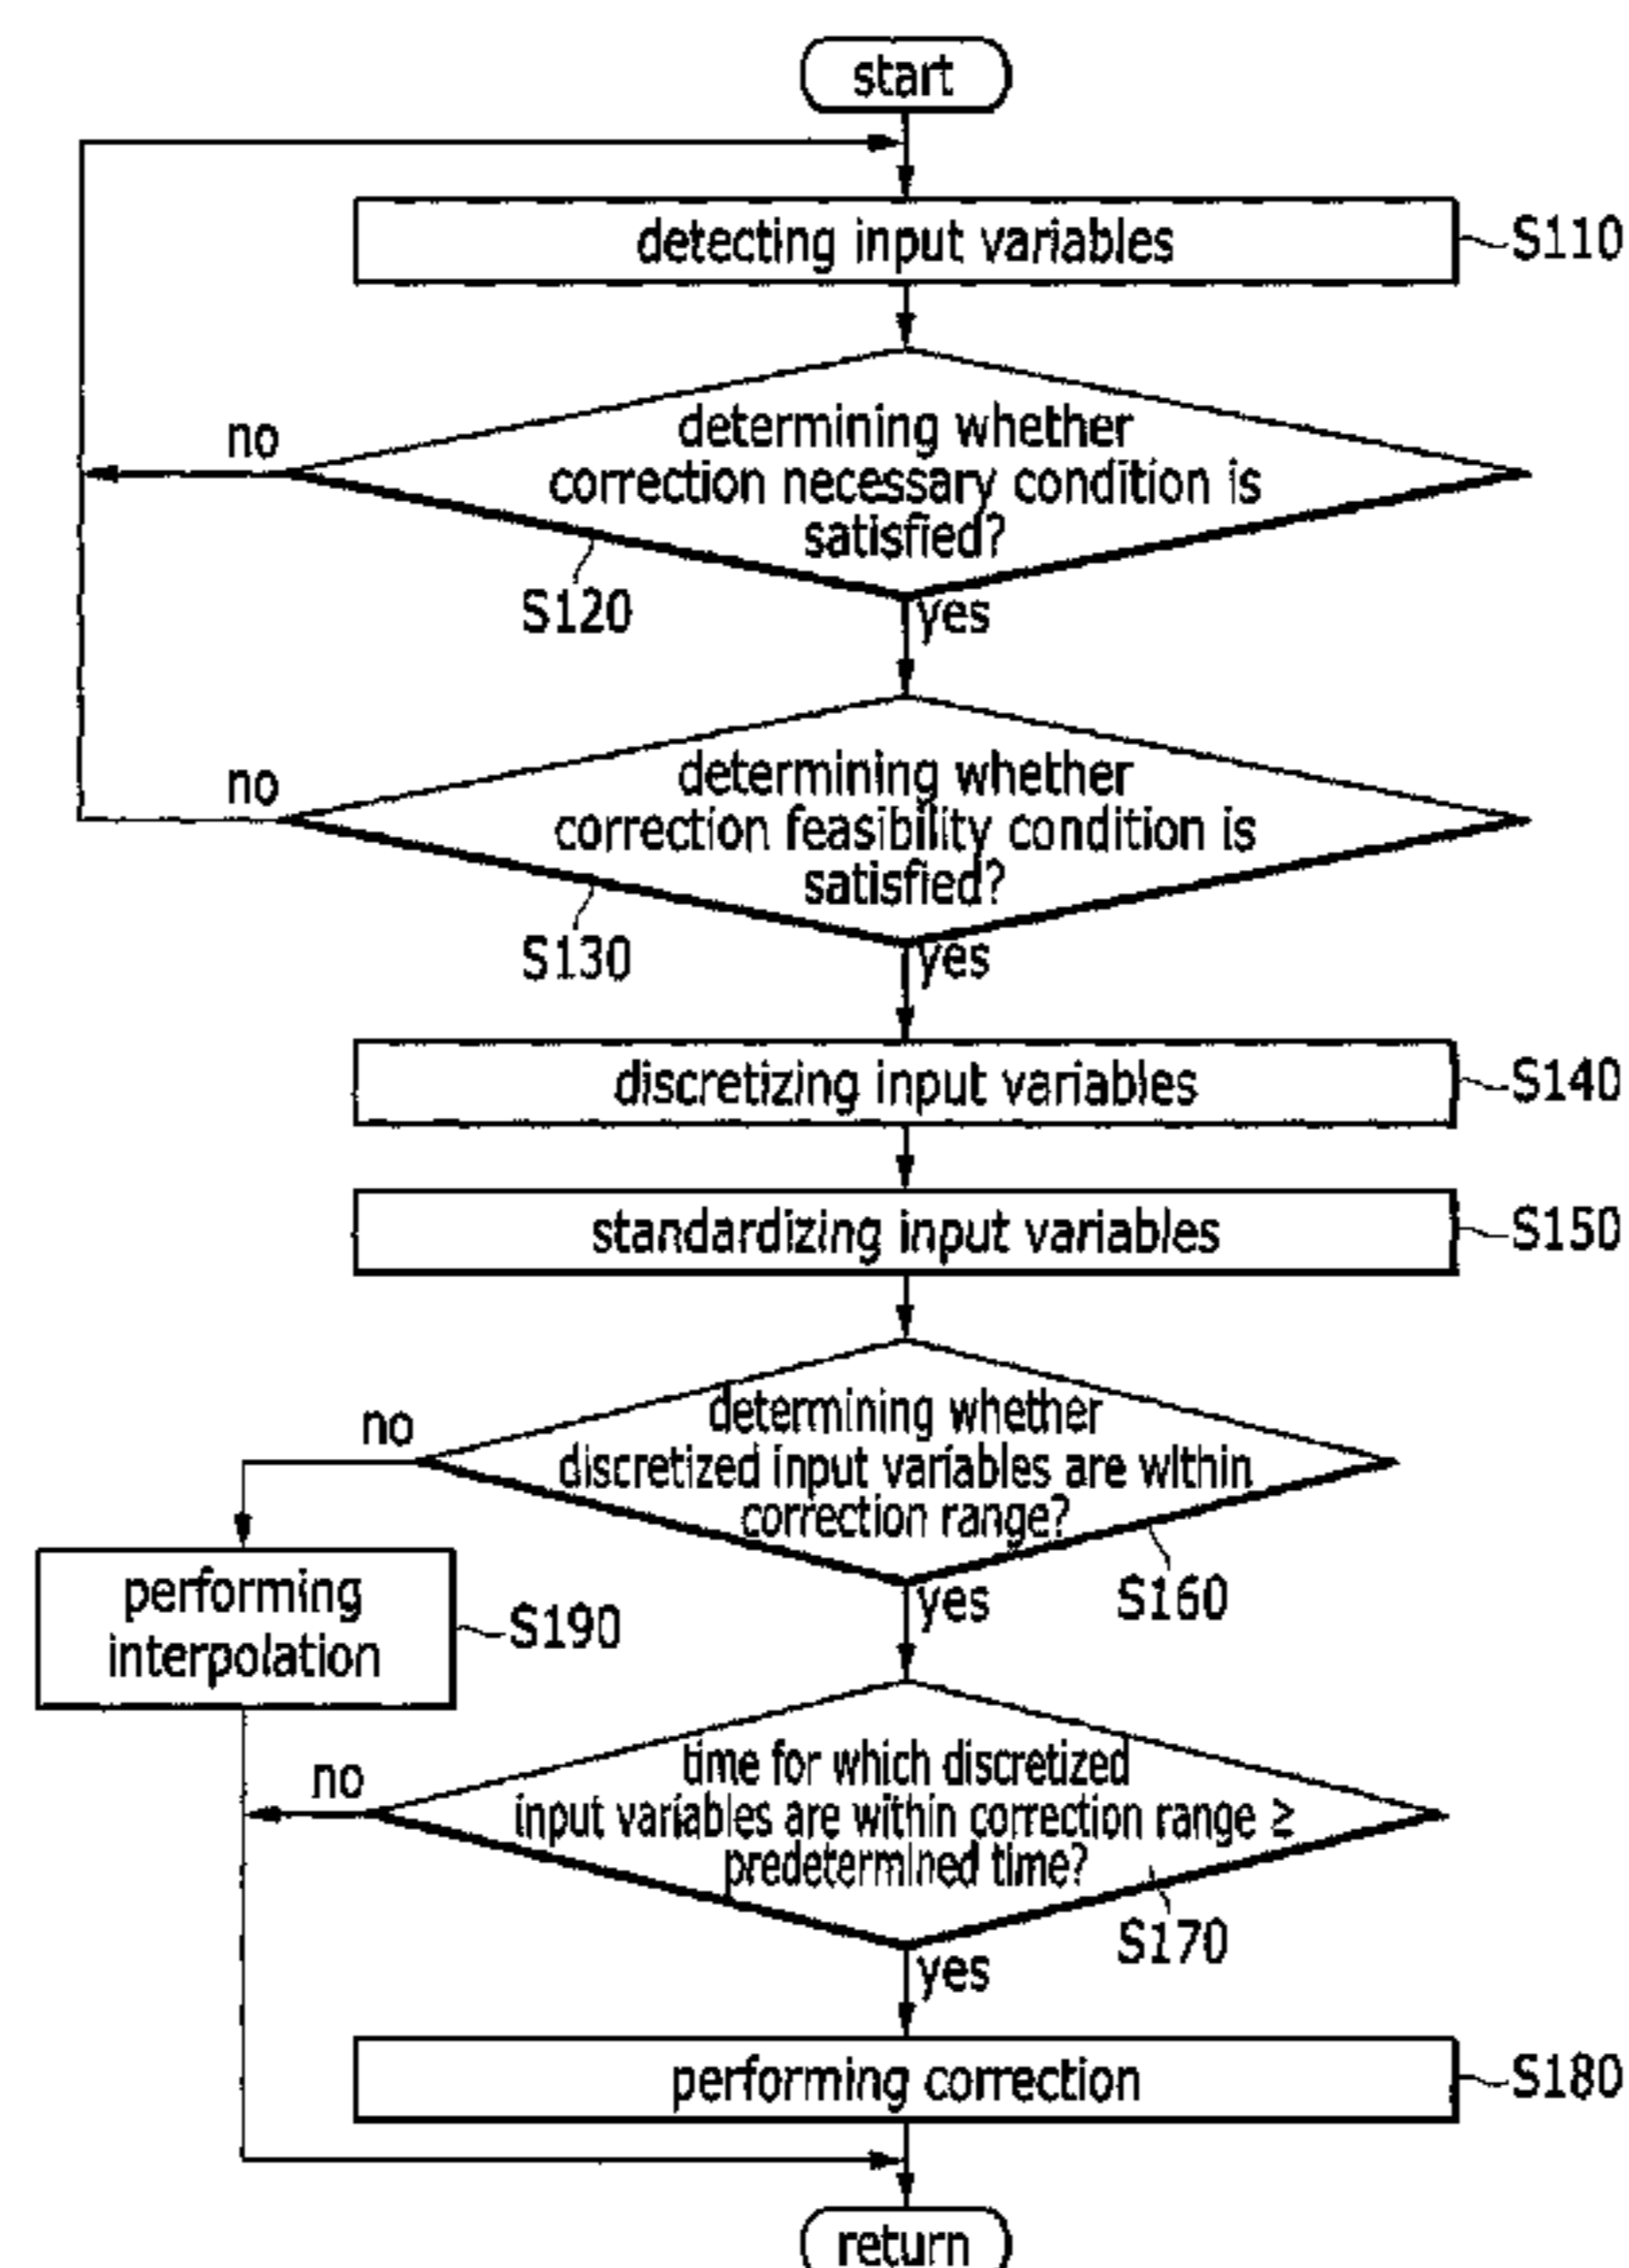 start
detecting input variables
S110
no
determining whether
correction necessary condition is
satisfied?
S120
yes
no
determining whether
correction feasibility condition is
satisfied?
S130
yes
discretizing input variables
S140
standardizing input variables
S150
no
determining whether
discretized input variables are within
correction range?
S160
yes
performing
interpolation
S190
no
time for which discretized
input variables are within correction range ≥
predetermined time?
S170
yes
performing correction
S180
return